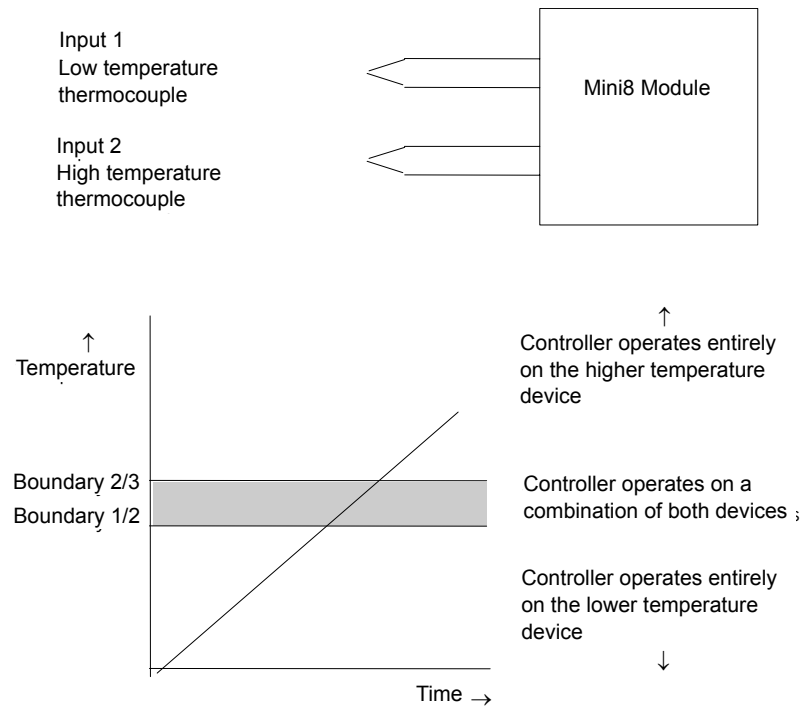 Input 1
Low temperature
thermocouple
Mini8 Module
Input 2
High temperature
thermocouple
↑
Temperature
↑
Controller operates entirely
on the higher temperature
device
Boundary 2/3
Boundary 1/2
Controller operates on a
combination of both devices
Controller operates entirely
on the lower temperature
device
↓
Time →